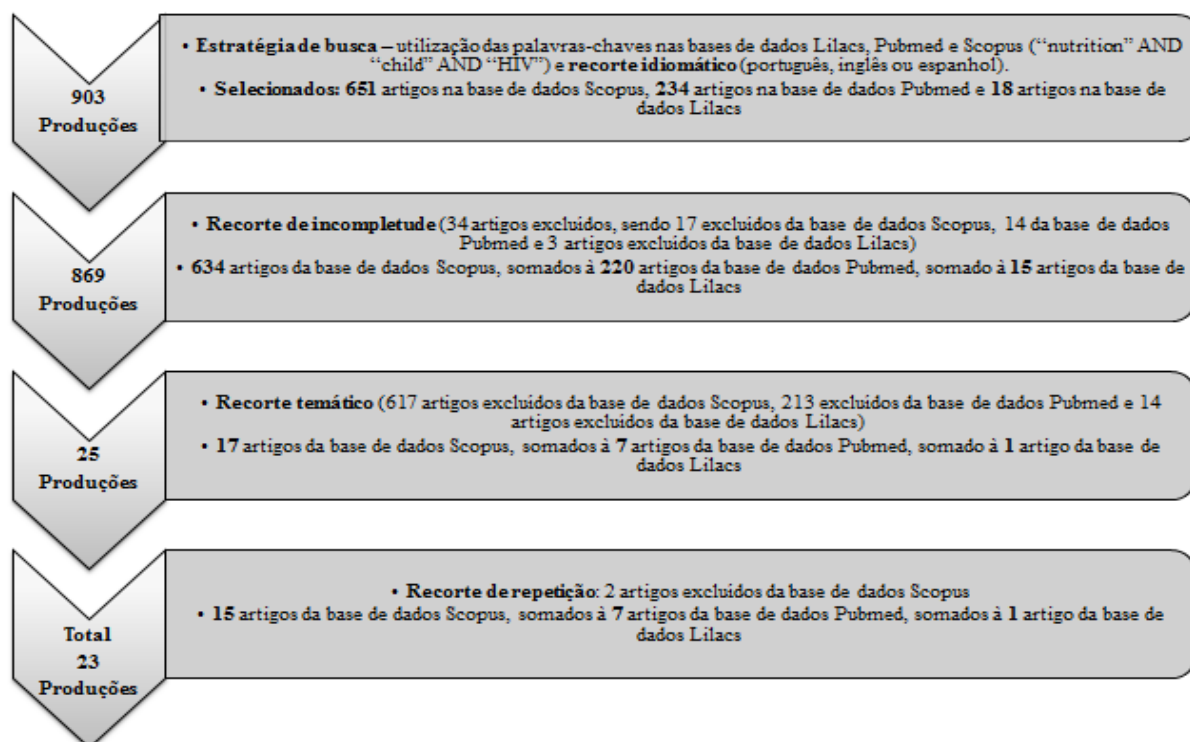 903
Produções
• Estratégia de busca – utilização das palavras-chaves nas bases de dados Lilacs, Pubmed e Scopus (“nutrition” AND
“child” AND “HIV”) e recorte idiomático (português, inglês ou espanhol).
• Selecionados: 651 artigos na base de dados Scopus, 234 artigos na base de dados Pubmed e 18 artigos na base de
dados Lilacs
869
Produções
• Recorte de incompletude (34 artigos excluidos, sendo 17 excluidos da base de dados Scopus, 14 da base de dados
Pubmed e 3 artigos excluidos da base de dados Lilacs)
• 634 artigos da base de dados Scopus, somados à 220 artigos da base de dados Pubmed, somado à 15 artigos da base de
dados Lilacs
25
Produções
• Recorte temático (617 artigos excluidos da base de dados Scopus, 213 excluidos da base de dados Pubmed e 14
artigos excluidos da base de dados Lilacs)
• 17 artigos da base de dados Scopus, somados à 7 artigos da base de dados Pubmed, somado à 1 artigo da base de
dados Lilacs
Total
23
Produções
• Recorte de repetição: 2 artigos excluidos da base de dados Scopus
• 15 artigos da base de dados Scopus, somados à 7 artigos da base de dados Pubmed, somados à 1 artigo da base de
dados Lilacs